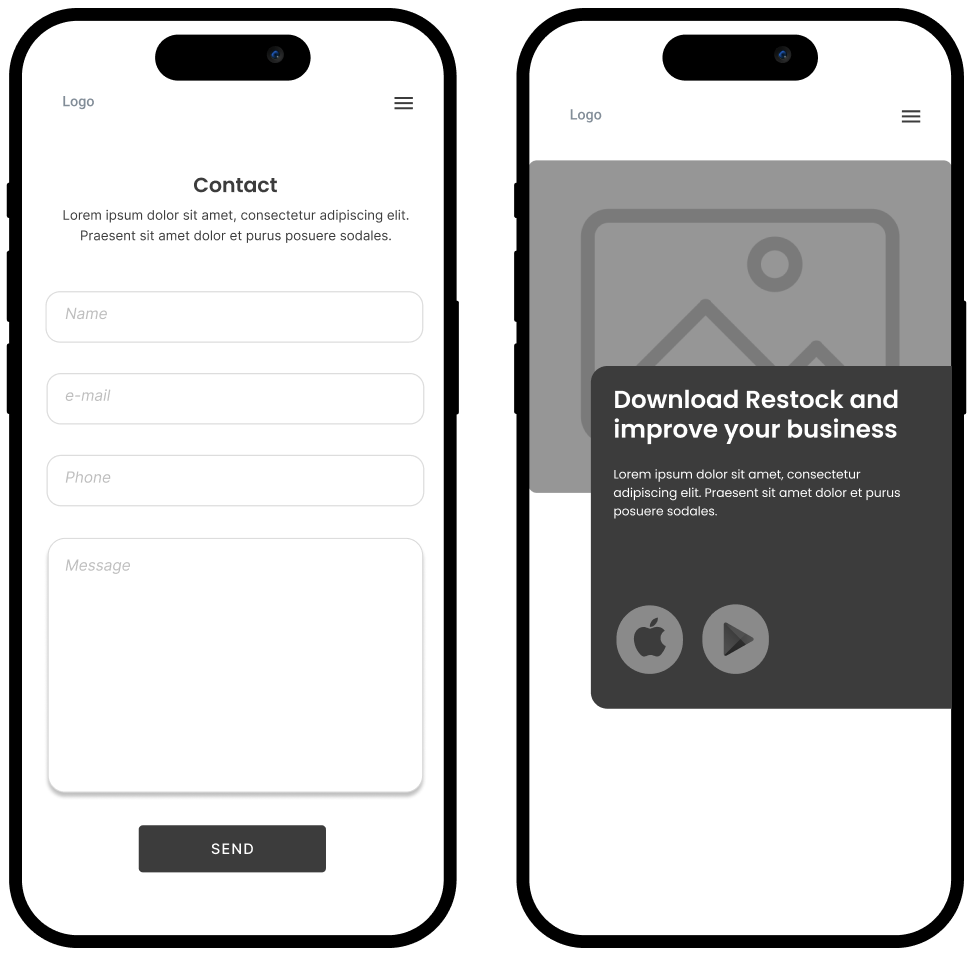 Logo
Contact
Lorem ipsum dolor sit amet, consectetur adipiscing elit.
Praesent sit amet dolor et purus posuere sodales.
Name
e-mail
Phone
Message
SEND
Logo
Download Restock and
improve your business
Lorem ipsum dolor sit amet, consectetur
adipiscing elit. Praesent sit amet dolor et purus
posuere sodales.